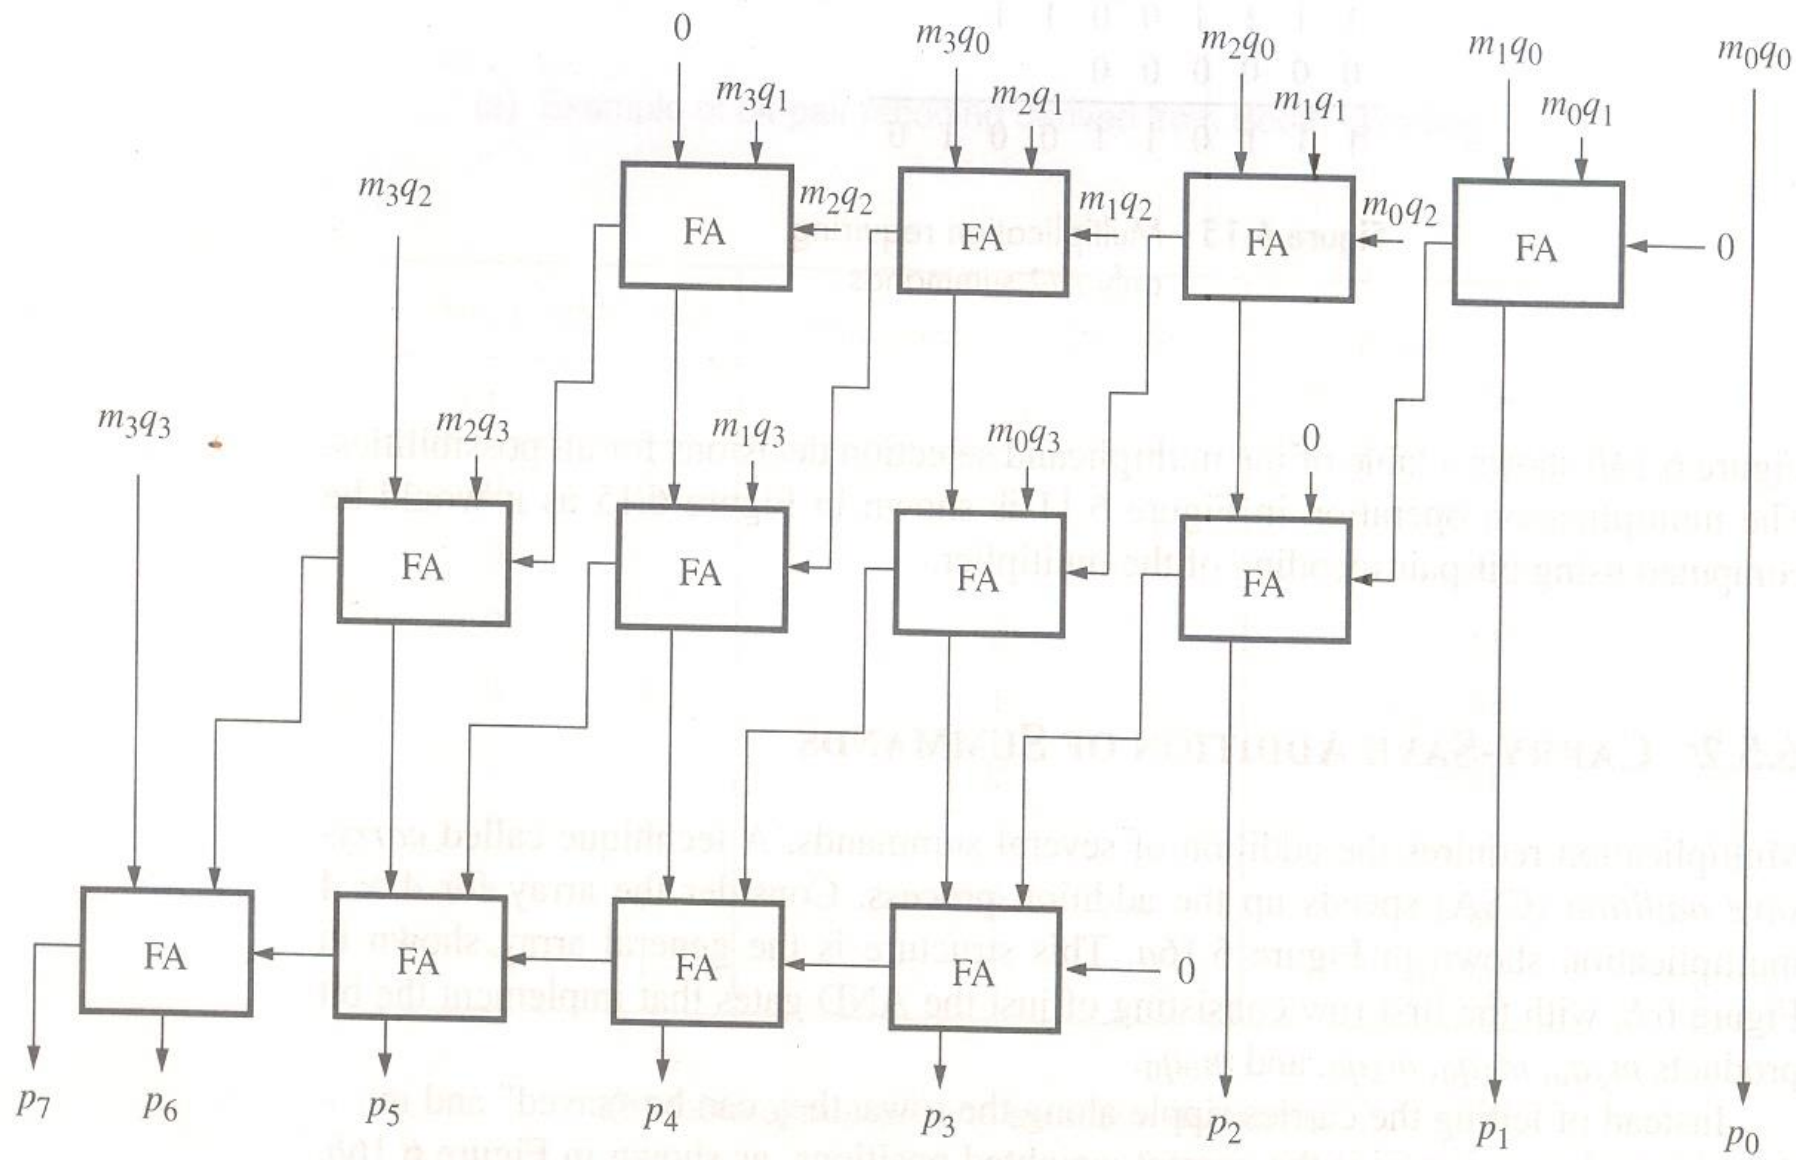 0 m₃q₀ m₂q₀ m₁q₀ m₀q₀
m₃q₁ m₂q₁ m₁q₁ m₀q₁
m₃q₂ FA m₂q₂ FA m₁q₂ FA m₀q₂ FA 0
m₃q₃ m₂q₃ m₁q₃ m₀q₃ 0
FA FA FA FA
FA FA FA FA 0
p₇ p₆ p₅ p₄ p₃ p₂ p₁ p₀